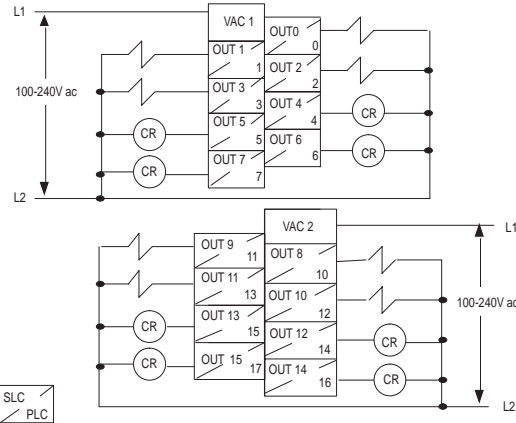 L1
VAC 1
OUT0
0
OUT 1
1
OUT 2
2
OUT 3
3
OUT 4
4
OUT 5
5
OUT 6
6
OUT 7
7
100-240V ac
CR
CR
CR
CR
L2
VAC 2
L1
OUT 9
11
OUT 8
10
OUT 11
13
OUT 10
12
OUT 13
15
OUT 12
14
OUT 15
17
OUT 14
16
100-240V ac
CR
CR
CR
CR
SLC
PLC
L2